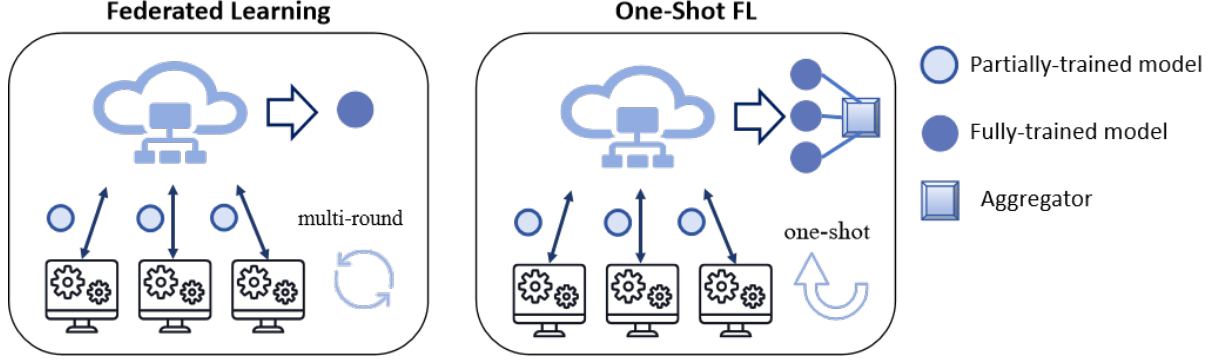 Federated Learning
One-Shot FL
multi-round
one-shot
Partially-trained model
Fully-trained model
Aggregator